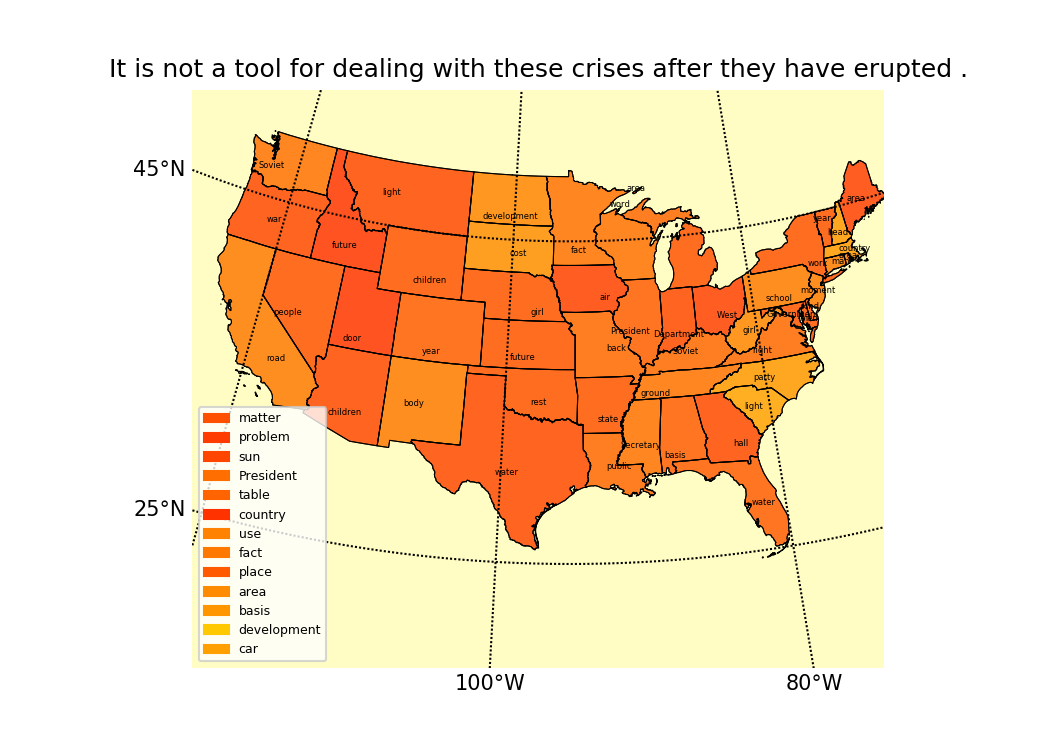 It is not a tool for dealing with these crises after they have erupted .
45°N
25°N
100°W
80°W
Soviet
war
light
future
children
development
cost
word
area
fact
people
road
door
year
body
children
girl
future
rest
water
air
back
state
public
President
Department
Soviet
ground
secretary
basis
hall
water
light
party
light
girl
West
school
moment
work
year
head
area
country
matter
problem
sun
President
table
country
use
fact
place
area
basis
development
car